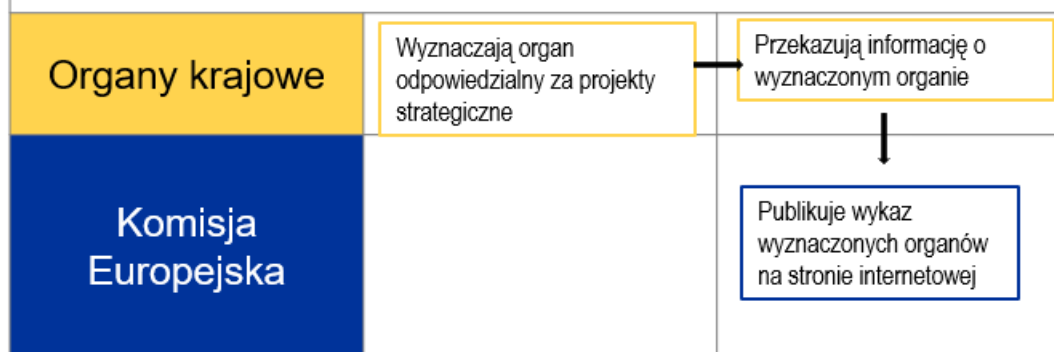 Organy krajowe
Wyznaczają organ
odpowiedzialny za projekty
strategiczne
Przekazują informację o
wyznaczonym organie
Komisja
Europejska
Publikuje wykaz
wyznaczonych organów
na stronie internetowej